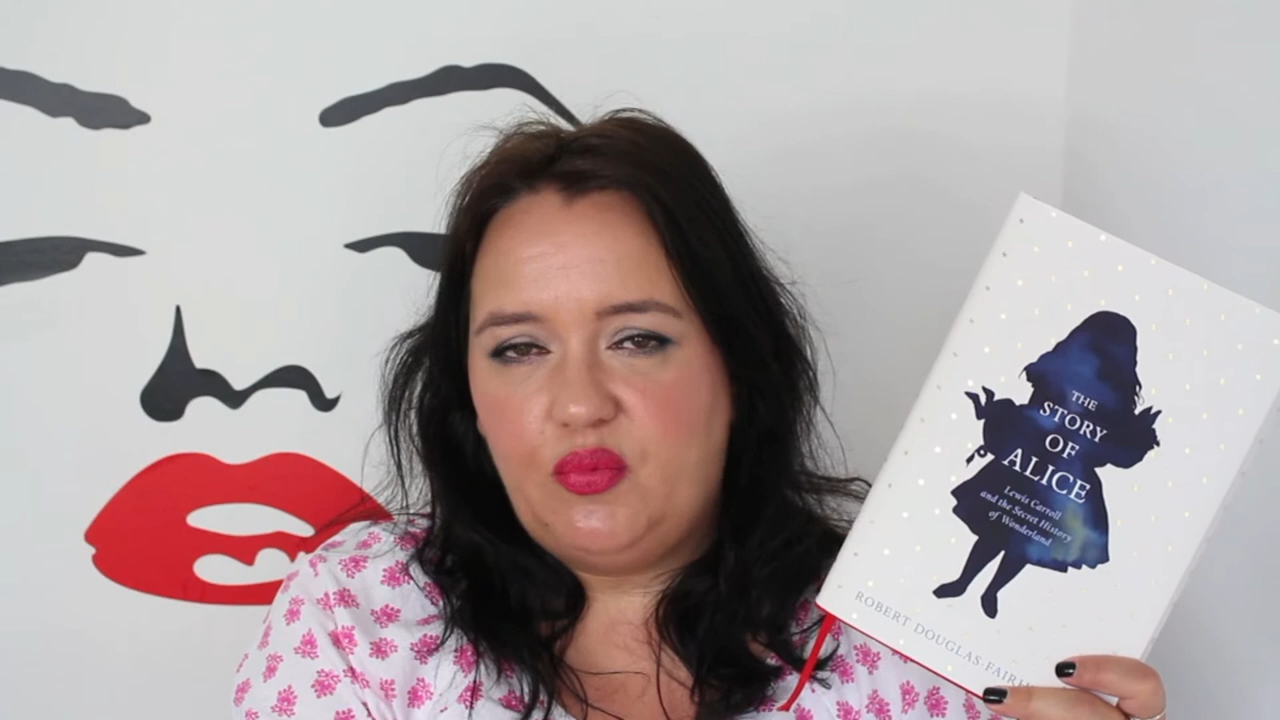 THE
STORY
OF
ALICE
Lewis Carroll
and the Secret History
of Wonderland
ROBERT DOUGLAS-FAIRH